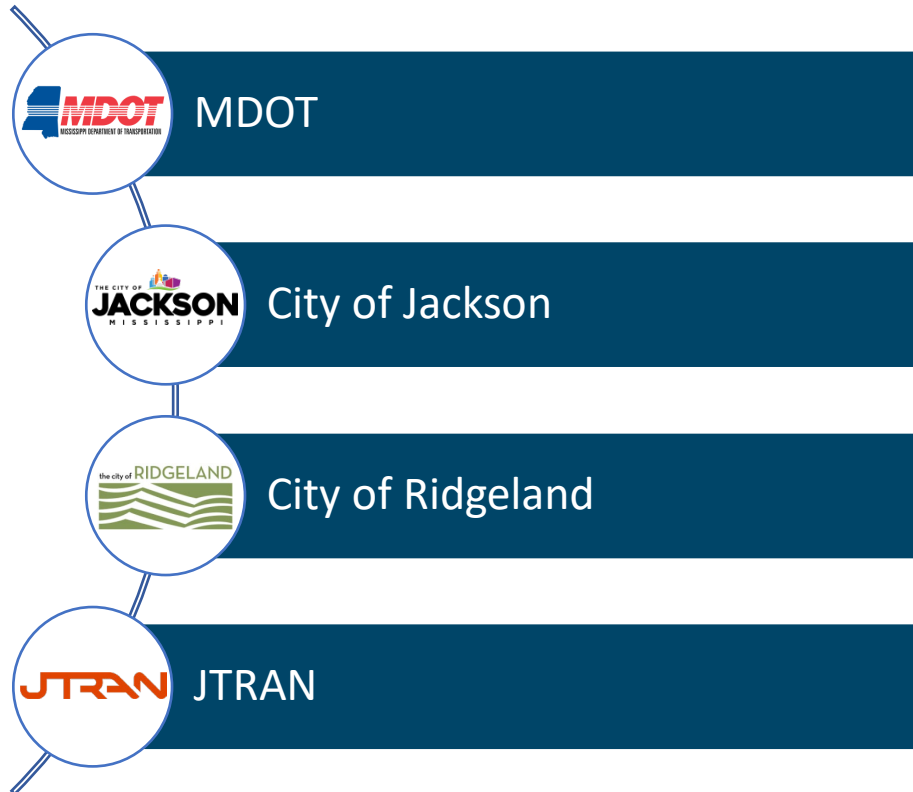 MDOT
MISSISSIPPI DEPARTMENT OF TRANSPORTATION
MDOT
THE CITY OF
JACKSON
MISSISSIPPI
City of Jackson
the city of RIDGELAND
City of Ridgeland
JTRAN
JTRAN